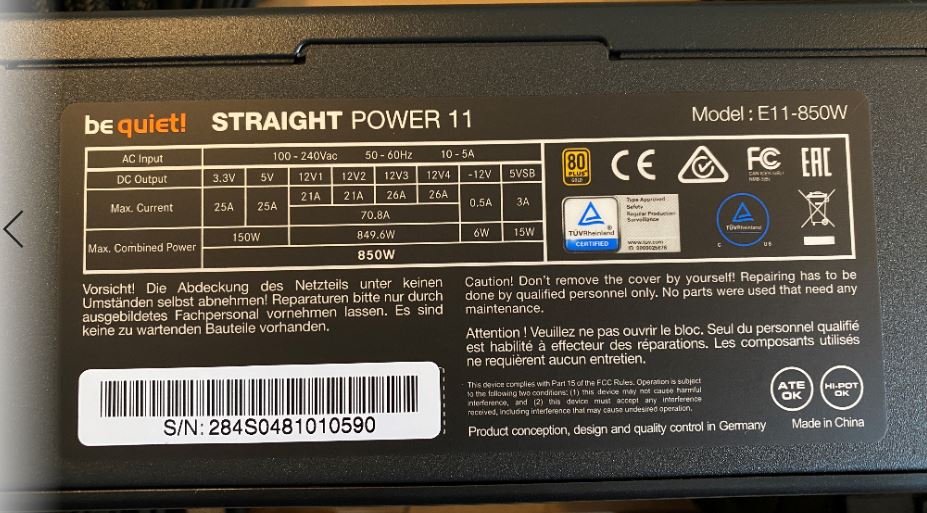 be quiet! STRAIGHT POWER 11
Model : E11-850W
AC Input 100 - 240Vac 50 - 60Hz 10 - 5A
DC Output 3.3V 5V 12V1 12V2 12V3 12V4 -12V 5VSB
Max. Current 25A 25A 21A 21A 26A 26A 0.5A 3A
70.8A
Max. Combined Power 150W 849.6W 6W 15W
850W
80
PLUS
GOLD
CE
FC
EAC
TÜVRheinland
CERTIFIED
Type Approved
Safety
Regular Production
Surveillance
www.tuv.com
TÜVRheinland
C US
Vorsicht! Die Abdeckung des Netzteils unter keinen
Umständen selbst abnehmen! Reparaturen bitte nur durch
ausgebildetes Fachpersonal vornehmen lassen. Es sind
keine zu wartenden Bauteile vorhanden.
Caution! Don't remove the cover by yourself! Repairing has to be
done by qualified personnel only. No parts were used that need any
maintenance.
Attention ! Veuillez ne pas ouvrir le bloc. Seul du personnel qualifié
est habilité à effecteur des réparations. Les composants utilisés
ne requièrent aucun entretien.
This device complies with Part 15 of the FCC Rules. Operation is subject
to the following two conditions: (1) this device may not cause harmful
interference, and (2) this device must accept any interference
received, including interference that may cause undesired operation.
ATE
OK
HI-POT
OK
Product conception, design and quality control in Germany
Made in China
S/N: 284S0481010590